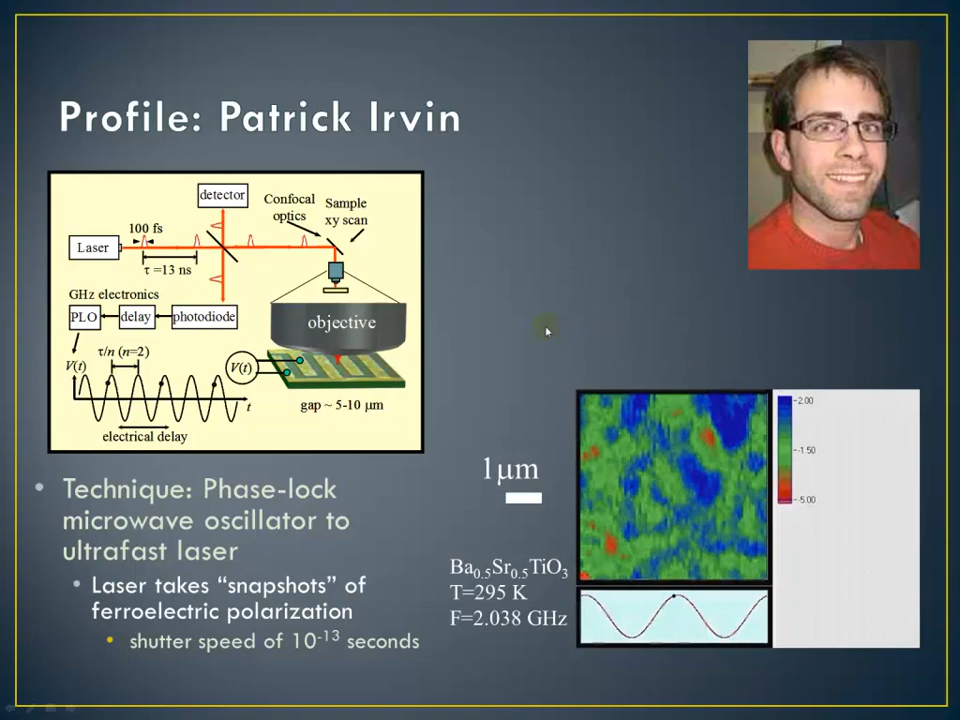 Profile: Patrick Irvin
detector
Confocal
optics
Sample
xy scan
100 fs
Laser
τ =13 ns
GHz electronics
PLO
delay
photodiode
objective
τ/n (n=2)
V(t)
V(t)
t
gap ~ 5-10 μm
electrical delay
• Technique: Phase-lock
microwave oscillator to
ultrafast laser
• Laser takes “snapshots” of
ferroelectric polarization
• shutter speed of 10⁻¹³ seconds
1μm
Ba₀.₅Sr₀.₅TiO₃
T=295 K
F=2.038 GHz
-2.00
-1.50
-5.00